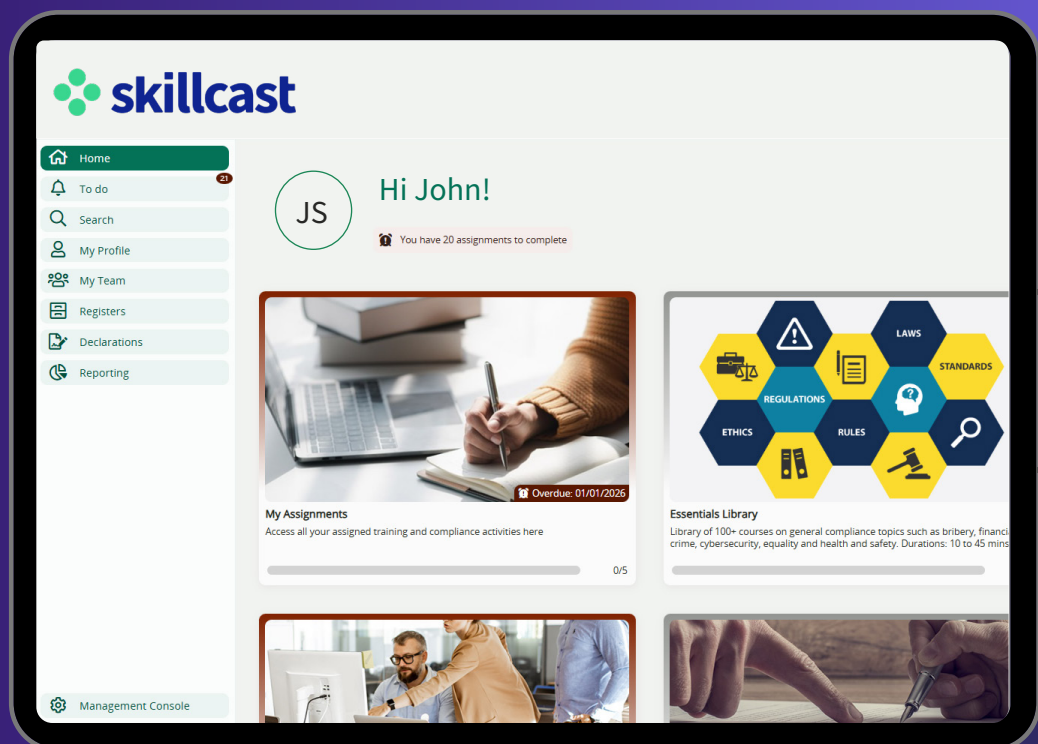 skillcast
Home
To do
21
Search
My Profile
My Team
Registers
Declarations
Reporting
Management Console
JS
Hi John!
You have 20 assignments to complete
Overdue: 01/01/2026
My Assignments
Access all your assigned training and compliance activities here
0/5
LAWS
STANDARDS
REGULATIONS
ETHICS
RULES
Essentials Library
Library of 100+ courses on general compliance topics such as bribery, financi
crime, cybersecurity, equality and health and safety. Durations: 10 to 45 mins